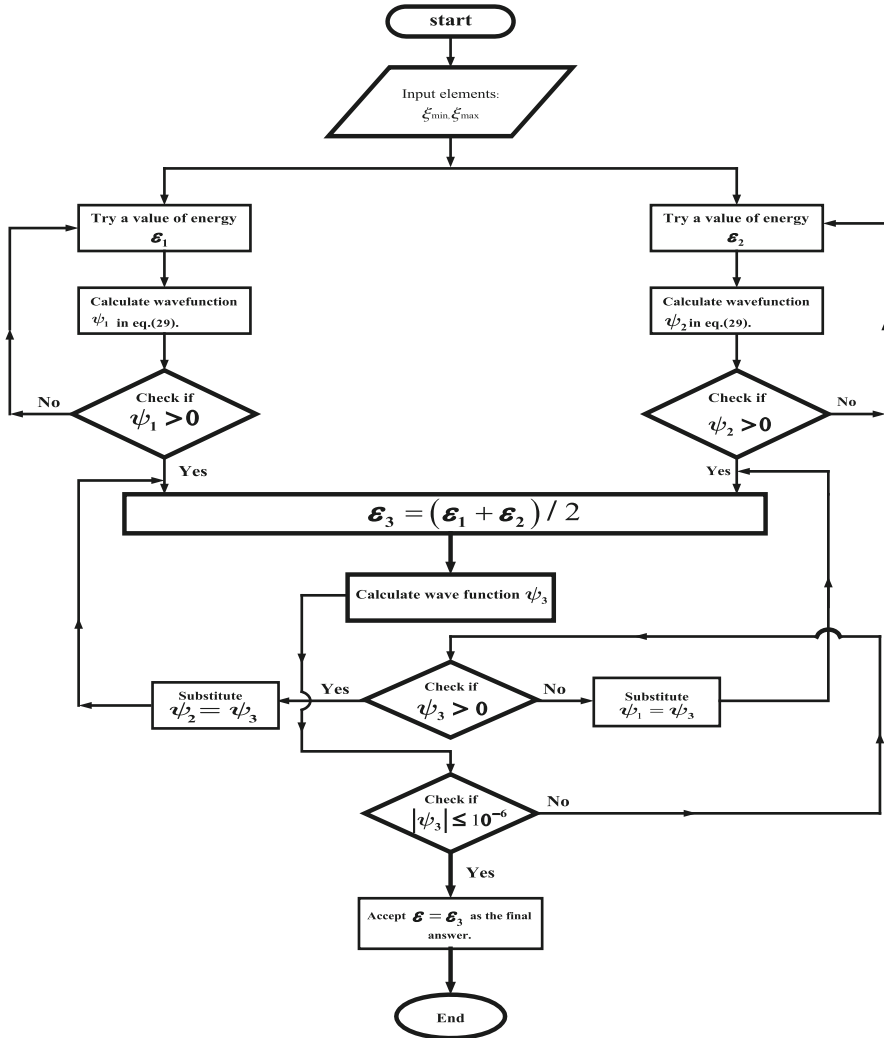 start
Input elements:
ξmin, ξmax
Try a value of energy
ε₁
Try a value of energy
ε₂
Calculate wavefunction
ψ₁ in eq.(29).
Calculate wavefunction
ψ₂ in eq.(29).
No
Check if
ψ₁ > 0
Check if
ψ₂ > 0
No
Yes
Yes
ε₃ = (ε₁ + ε₂) / 2
Calculate wave function ψ₃
Substitute
ψ₂ = ψ₃
Yes
Check if
ψ₃ > 0
No
Substitute
ψ₁ = ψ₃
Check if
|ψ₃| ≤ 10⁻⁶
No
Yes
Accept ε = ε₃ as the final
answer.
End